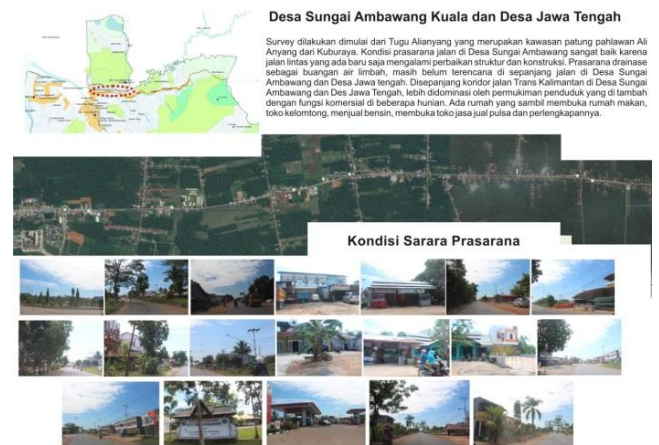 Desa Sungai Ambawang Kuala dan Desa Jawa Tengah
Survey dilakukan dimulai dari Tugu Alianyang yang merupakan kawasan patung pahlawan Ali
Anyang dari Kuburaya. Kondisi prasarana jalan di Desa Sungai Ambawang sangat baik karena
jalan lintas yang ada baru saja mengalami perbaikan struktur dan konstruksi. Prasarana drainase
sebagai buangan air limbah, masih belum terencana di sepanjang jalan di Desa Sungai
Ambawang dan Desa Jawa tengah. Disepanjang koridor jalan Trans Kalimantan di Desa Sungai
Ambawang dan Des Jawa Tengah, lebih didominasi oleh permukiman penduduk yang di tambah
dengan fungsi komersial di beberapa hunian. Ada rumah yang sambil membuka rumah makan,
toko kelomtong, menjual bensin, membuka toko jasa jual pulsa dan perlengkapannya.
Kondisi Sarara Prasarana